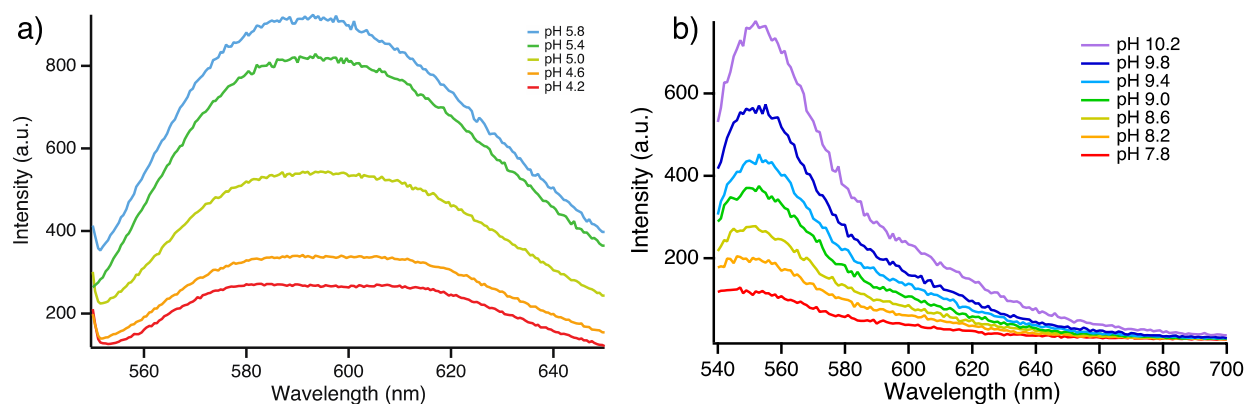 a)
pH 5.8
pH 5.4
pH 5.0
pH 4.6
pH 4.2
Intensity (a.u.)
800
600
400
200
560 580 600 620 640
Wavelength (nm)
b)
pH 10.2
pH 9.8
pH 9.4
pH 9.0
pH 8.6
pH 8.2
pH 7.8
Intensity (a.u.)
600
400
200
540 560 580 600 620 640 660 680 700
Wavelength (nm)